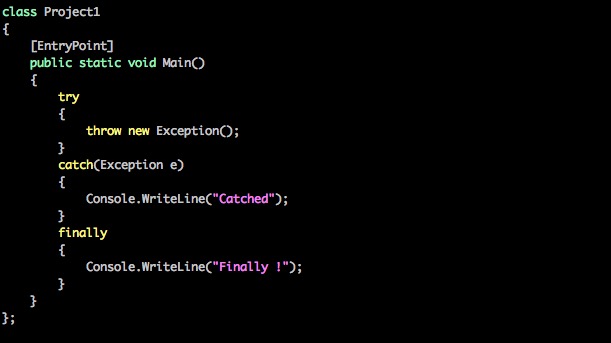 class Project1
{
    [EntryPoint]
    public static void Main()
    {
        try
        {
            throw new Exception();
        }
        catch(Exception e)
        {
            Console.WriteLine("Catched");
        }
        finally
        {
            Console.WriteLine("Finally !");
        }
    }
};